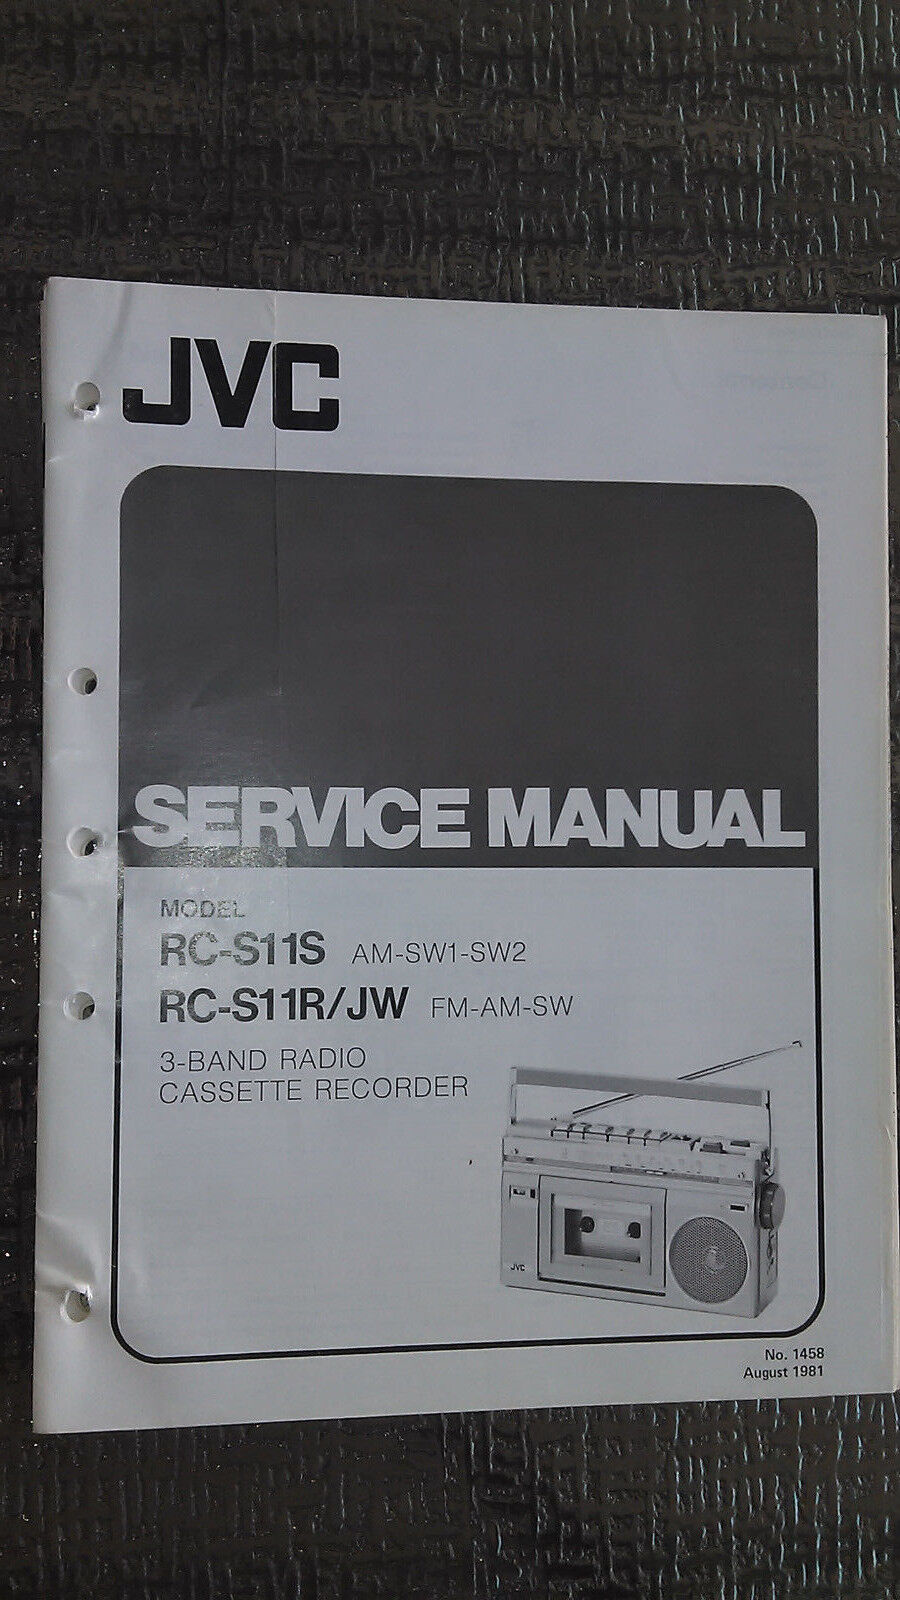 JVC
SERVICE MANUAL
MODEL
RC-S11S AM-SW1-SW2
RC-S11R/JW FM-AM-SW
3-BAND RADIO
CASSETTE RECORDER
JVC
No. 1458
August 1981